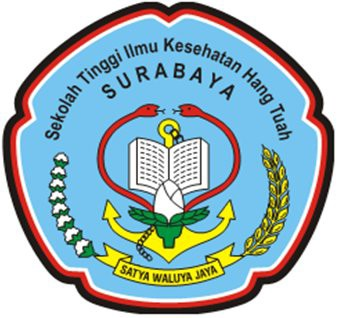 Sekolah Tinggi Ilmu Kesehatan Hang Tuah
SURABAYA
SATYA WALUYA JAYA